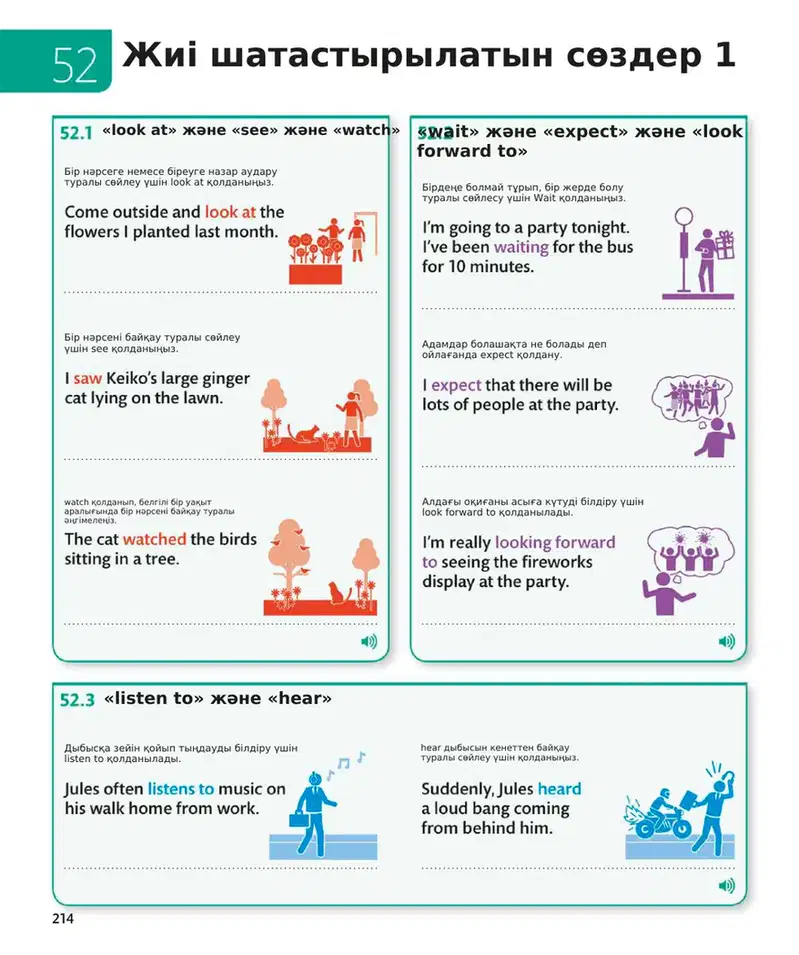 52
Жиі шатастырылатын сөздер 1
52.1 «look at» және «see» және «watch»
Бір нәрсеге немесе біреуге назар аудару
туралы сөйлеу үшін look at қолданыңыз.
Come outside and look at the
flowers I planted last month.
Бір нәрсені байқау туралы сөйлеу
үшін see қолданыңыз.
I saw Keiko’s large ginger
cat lying on the lawn.
watch қолданып, белгілі бір уақыт
аралығында бір нәрсені байқау туралы
әңгімелеңіз.
The cat watched the birds
sitting in a tree.
52.2 «wait» және «expect» және «look
forward to»
Бірдеңе болмай тұрып, бір жерде болу
туралы сөйлесу үшін Wait қолданыңыз.
I’m going to a party tonight.
I’ve been waiting for the bus
for 10 minutes.
Адамдар болашақта не болады деп
ойлағанда expect қолдану.
I expect that there will be
lots of people at the party.
Алдағы оқиғаны асыға күтуді білдіру үшін
look forward to қолданылады.
I’m really looking forward
to seeing the fireworks
display at the party.
52.3 «listen to» және «hear»
Дыбысқа зейін қойып тыңдауды білдіру үшін
listen to қолданылады.
Jules often listens to music on
his walk home from work.
hear дыбысын кенеттен байқау
туралы сөйлеу үшін қолданыңыз.
Suddenly, Jules heard
a loud bang coming
from behind him.
214